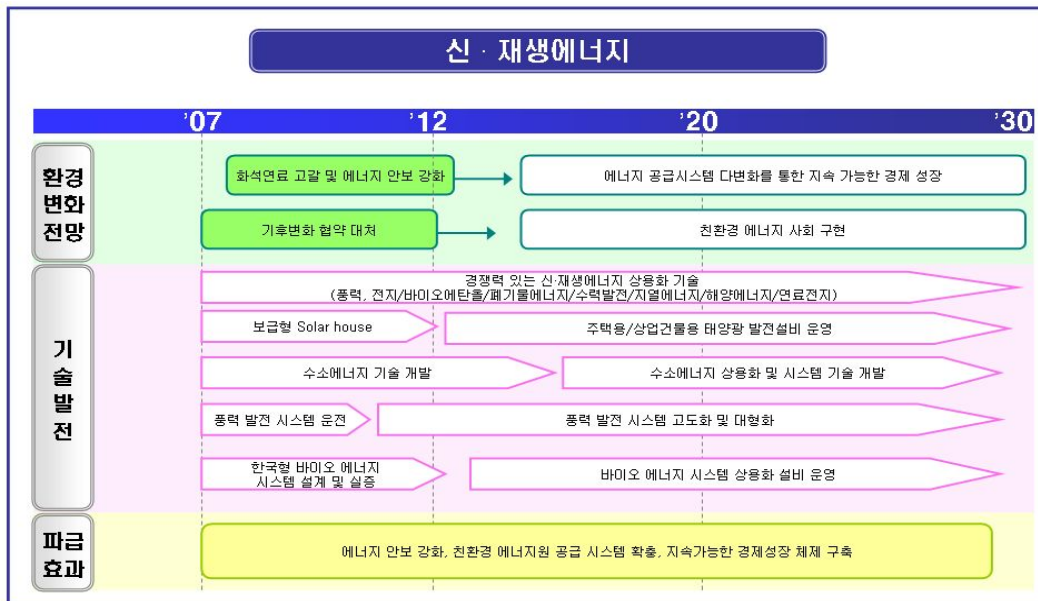 신 · 재생에너지
'07 '12 '20 '30
환경
변화
전망
화석연료 고갈 및 에너지 안보 강화
에너지 공급시스템 다변화를 통한 지속 가능한 경제 성장
기후변화 협약 대처
친환경 에너지 사회 구현
기
술
발
전
경쟁력 있는 신·재생에너지 상용화 기술
(풍력, 전지/바이오에탄올/폐기물에너지/수력발전/지열에너지/해양에너지/연료전지)
보급형 Solar house
주택용/상업건물용 태양광 발전설비 운영
수소에너지 기술 개발
수소에너지 상용화 및 시스템 기술 개발
풍력 발전 시스템 운전
풍력 발전 시스템 고도화 및 대형화
한국형 바이오 에너지
시스템 설계 및 실증
바이오 에너지 시스템 상용화 설비 운영
파급
효과
에너지 안보 강화, 친환경 에너지원 공급 시스템 확충, 지속가능한 경제성장 체제 구축